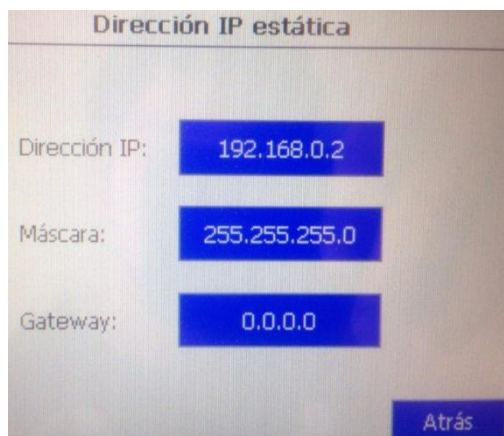 Dirección IP estática
Dirección IP: 192.168.0.2
Máscara: 255.255.255.0
Gateway: 0.0.0.0
Atrás